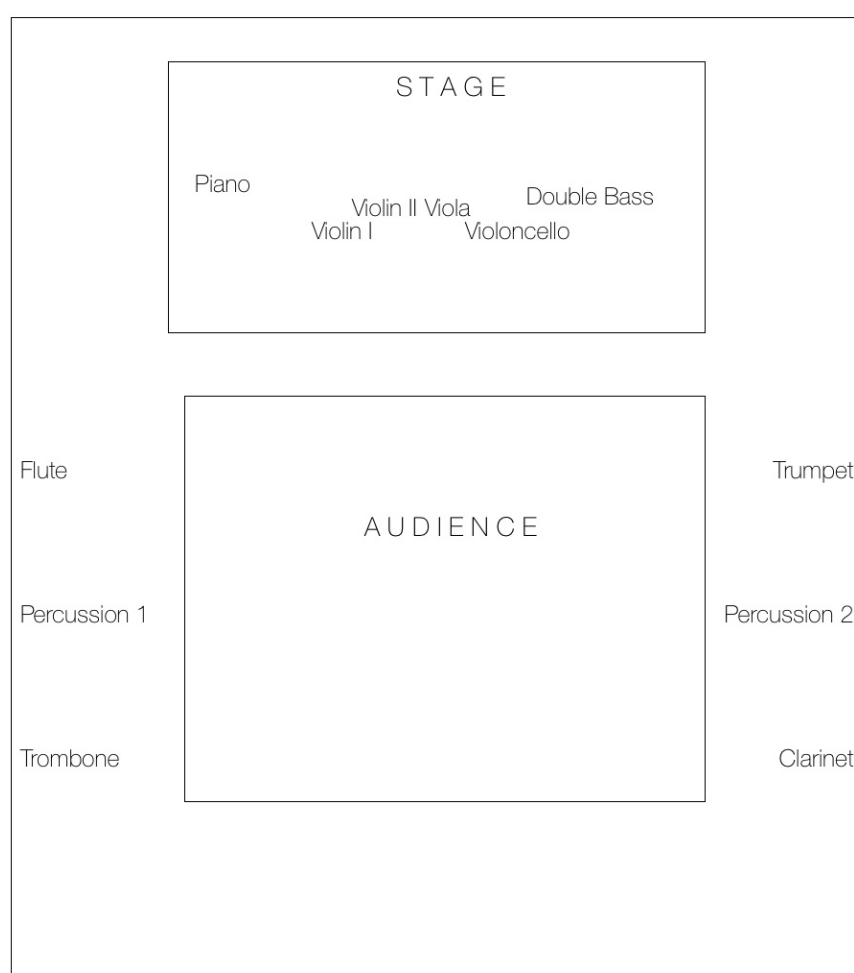 STAGE
Piano
Double Bass
Violin II Viola
Violin I Violoncello
Flute Trumpet
AUDIENCE
Percussion 1 Percussion 2
Trombone Clarinet